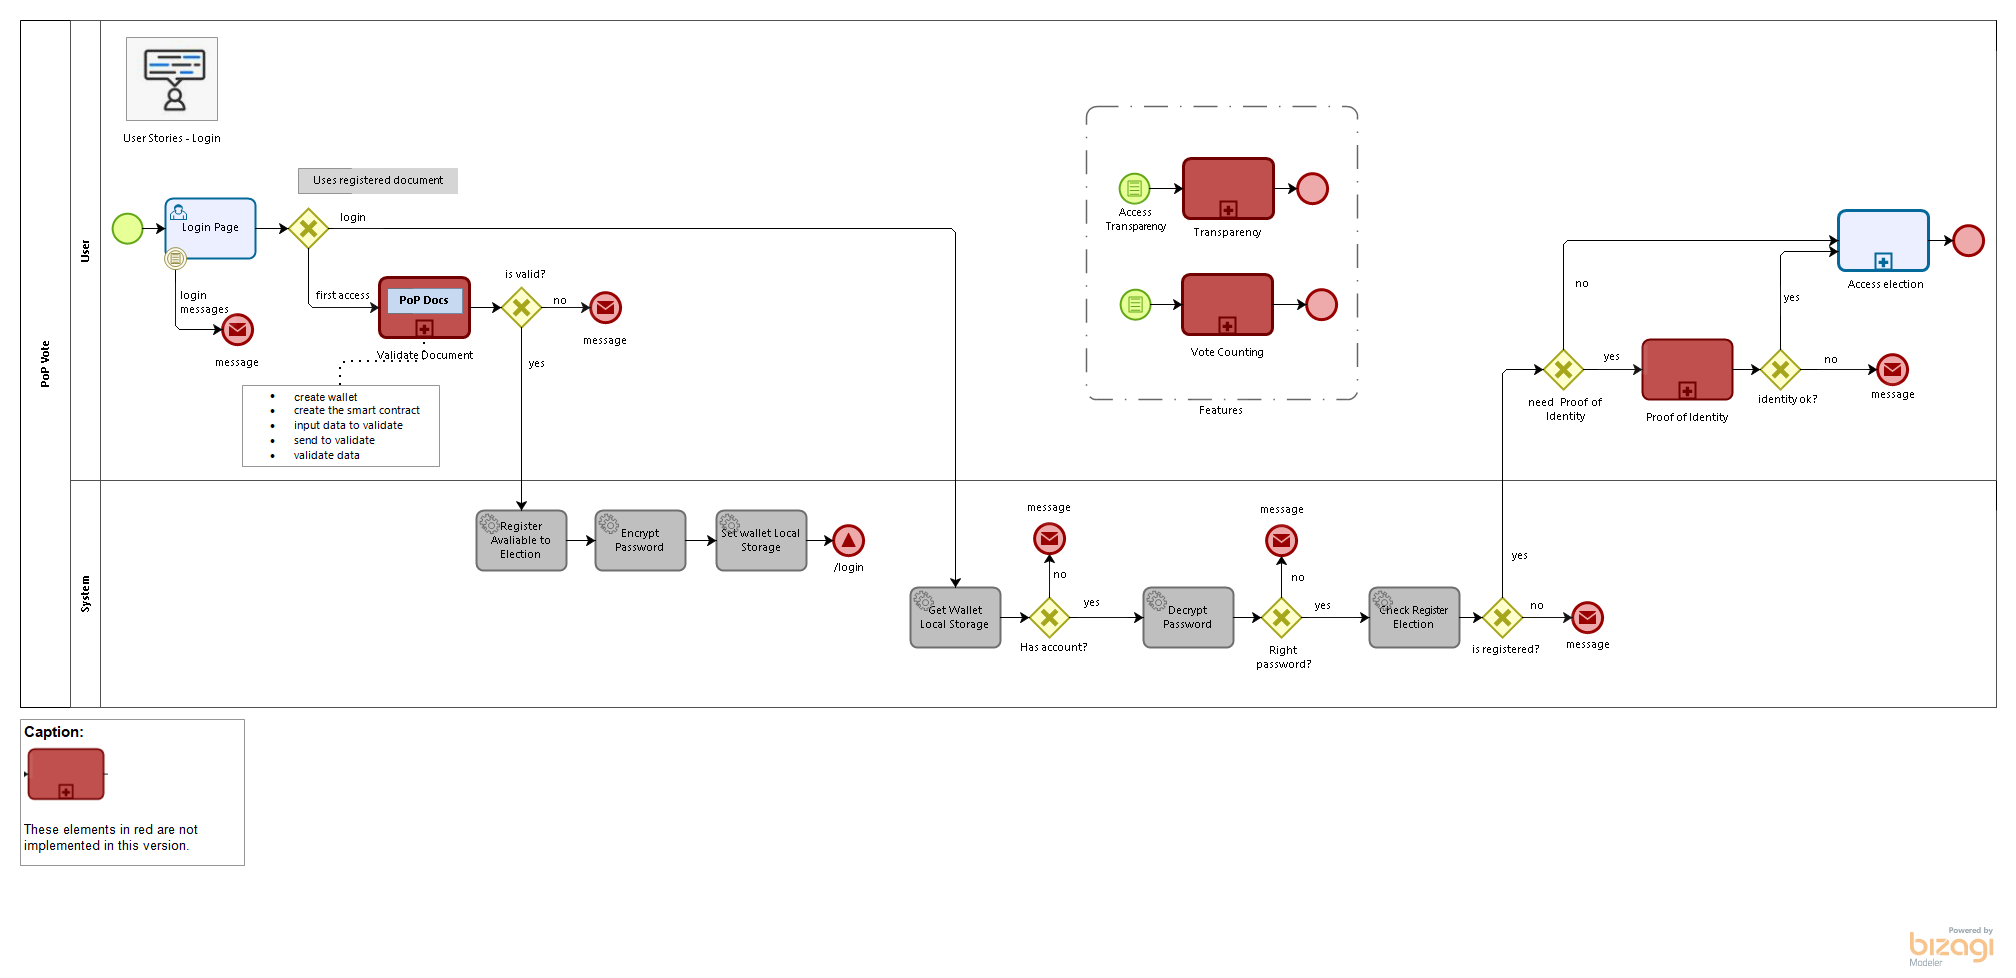 PoP Vote
User
System
User Stories - Login
Uses registered document
Login Page
login
login
messages
message
first access
PoP Docs
Validate Document
is valid?
no
message
yes
• create wallet
• create the smart contract
• input data to validate
• send to validate
• validate data
Access
Transparency
Transparency
Vote Counting
Features
no
yes
Access election
need Proof of
Identity
yes
Proof of Identity
identity ok?
no
message
Register
Avaliable to
Election
Encrypt
Password
Set wallet Local
Storage
/login
Get Wallet
Local Storage
message
no
Has account?
yes
Decrypt
Password
message
no
Right
password?
yes
Check Register
Election
yes
is registered?
no
message
Caption:
These elements in red are not
implemented in this version.
Powered by
bizagi
Modeler